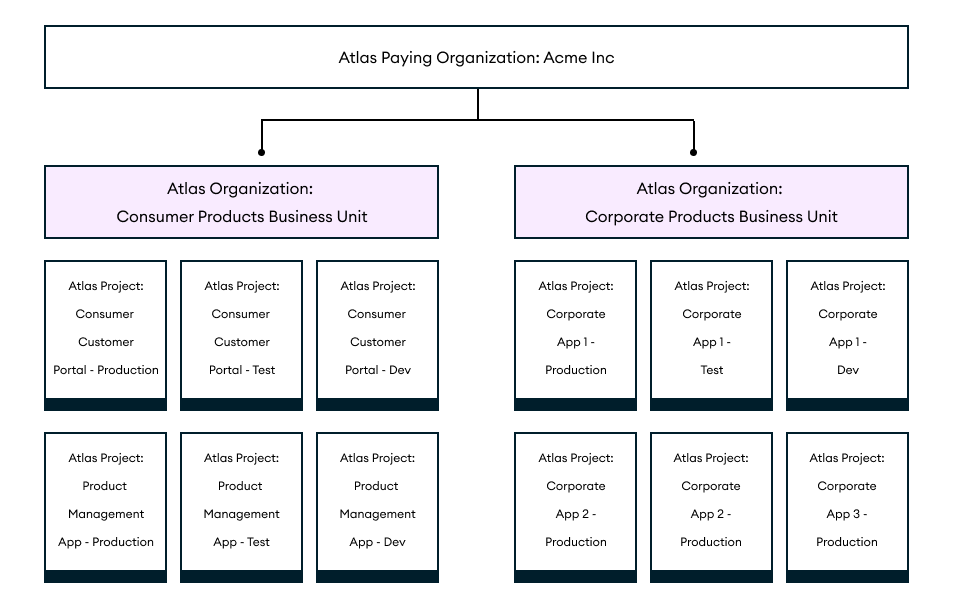 Atlas Paying Organization: Acme Inc
Atlas Organization:
Consumer Products Business Unit
Atlas Project:
Consumer
Customer
Portal - Production
Atlas Project:
Consumer
Customer
Portal - Test
Atlas Project:
Consumer
Customer
Portal - Dev
Atlas Project:
Product
Management
App - Production
Atlas Project:
Product
Management
App - Test
Atlas Project:
Product
Management
App - Dev
Atlas Organization:
Corporate Products Business Unit
Atlas Project:
Corporate
App 1 -
Production
Atlas Project:
Corporate
App 1 -
Test
Atlas Project:
Corporate
App 1 -
Dev
Atlas Project:
Corporate
App 2 -
Production
Atlas Project:
Corporate
App 2 -
Production
Atlas Project:
Corporate
App 3 -
Production